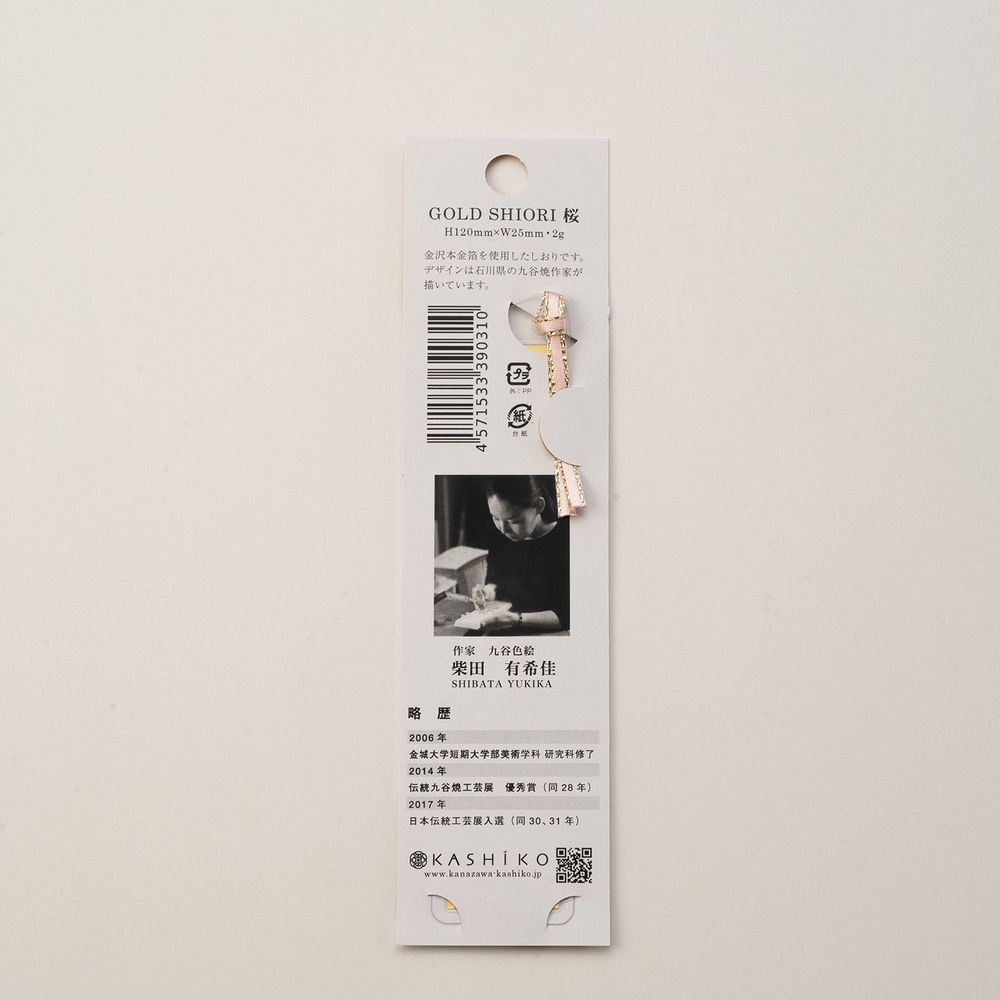 GOLD SHIORI 桜
H120mm×W25mm・2g
金沢本金箔を使用したしおりです。
デザインは石川県の九谷焼作家が
描いています。
4571533390310
プラ
外：PP
紙
台紙
作家　九谷色絵
柴田　有希佳
SHIBATA YUKIKA
略　歴
2006 年
金城大学短期大学部美術学科 研究科修了
2014 年
伝統九谷焼工芸展　優秀賞（同 28 年）
2017 年
日本伝統工芸展入選（同 30、31 年）
KASHÍKO
www.kanazawa-kashiko.jp